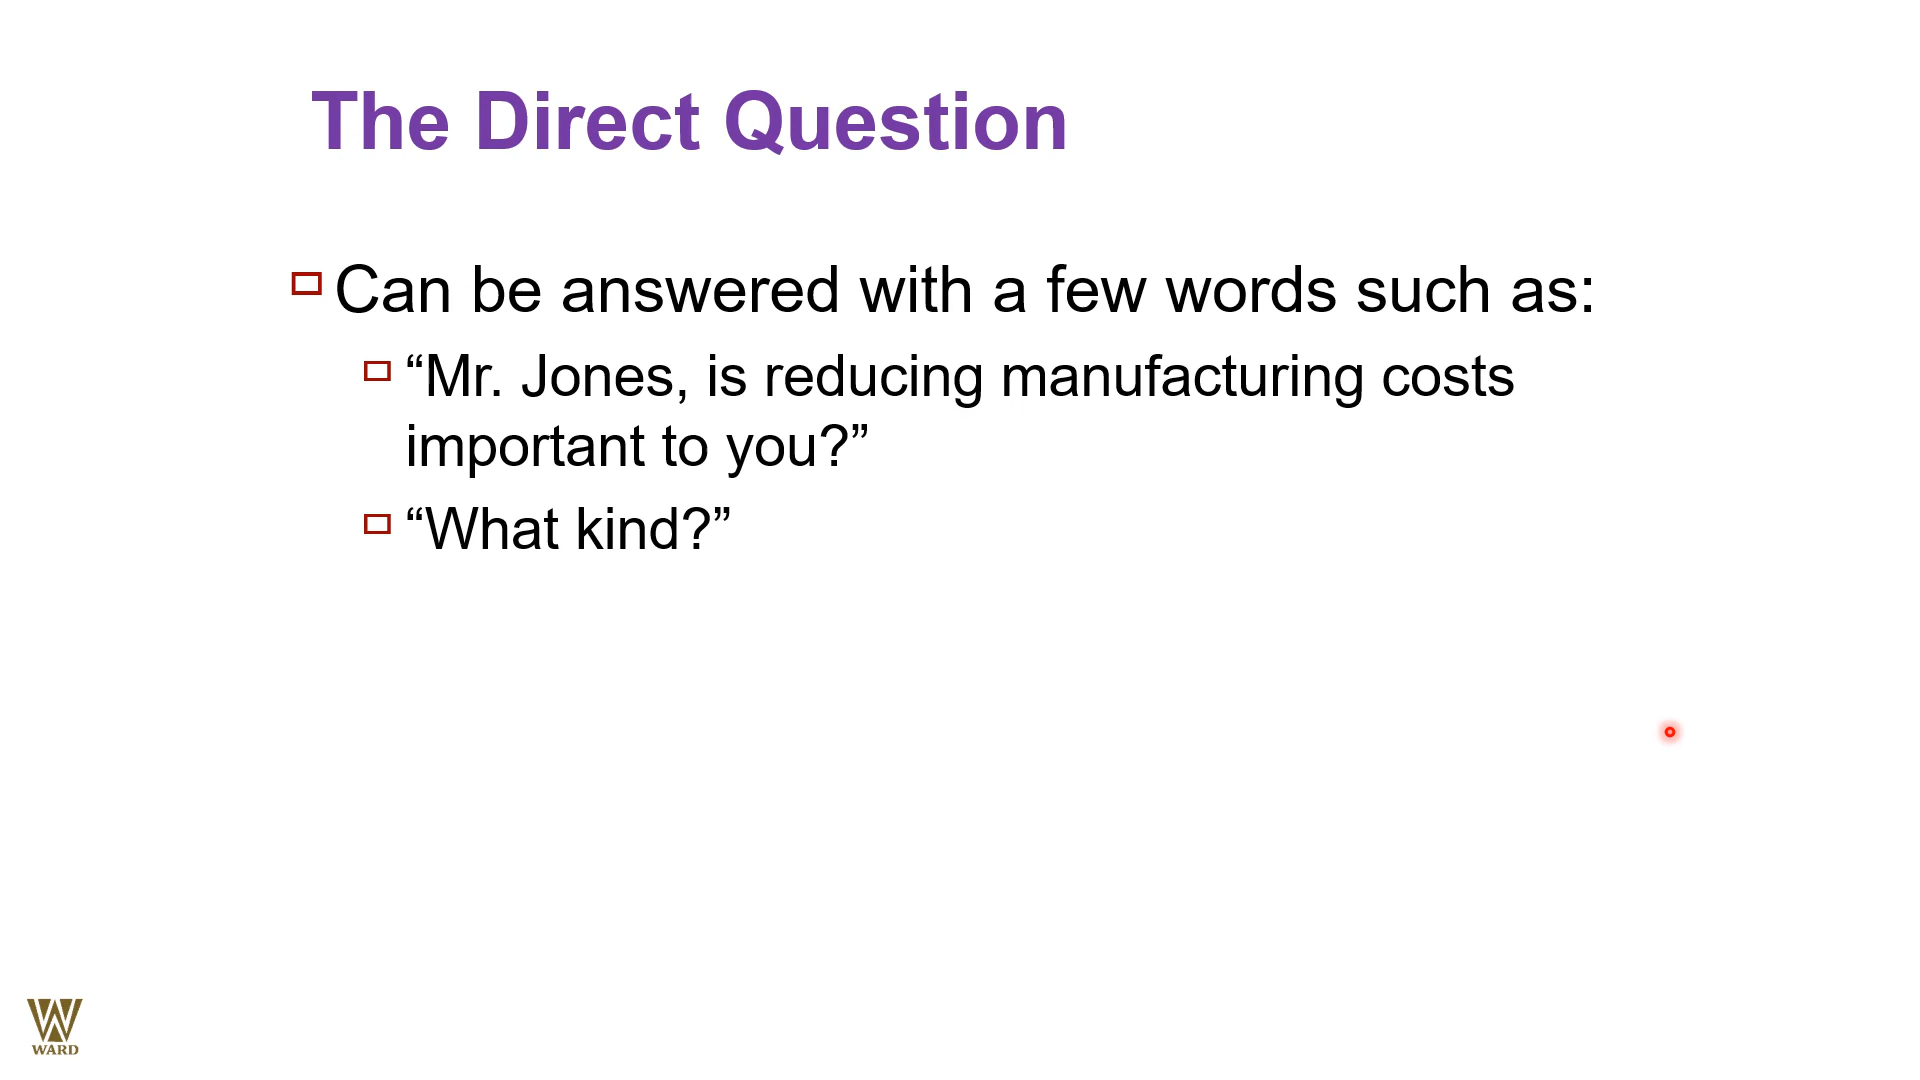 The Direct Question
Can be answered with a few words such as:
“Mr. Jones, is reducing manufacturing costs
important to you?”
“What kind?”
WARD